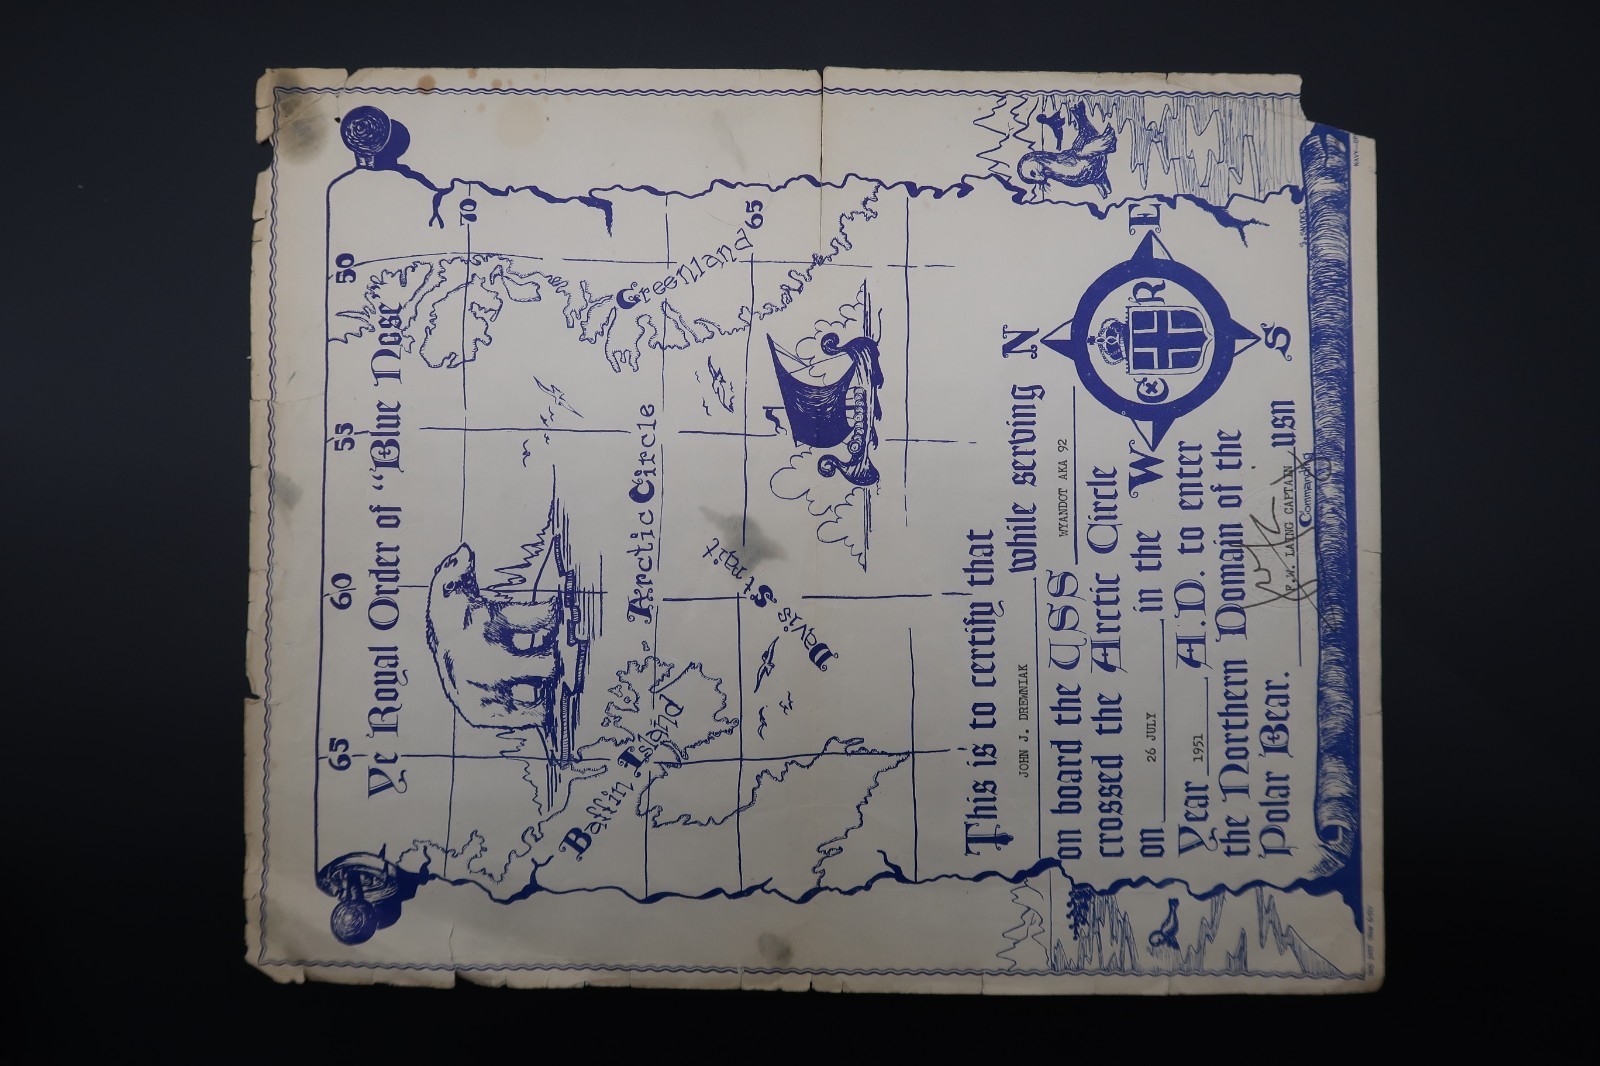 65 60 55 50
Ye Royal Order of "Blue Nose"
70
Greenland
Baffin Island
Arctic Circle
65
Davis Strait
This is to certify that
JOHN J. DREWNIAK while serving
on board the USS WYANDOT AKA 92
crossed the Arctic Circle
on 26 JULY in the
Year 1951 A.D. to enter
the Northern Domain of the
Polar Bear.
P.W. LAING CAPTAIN USN
Commanding
N
W
E
S
C
R